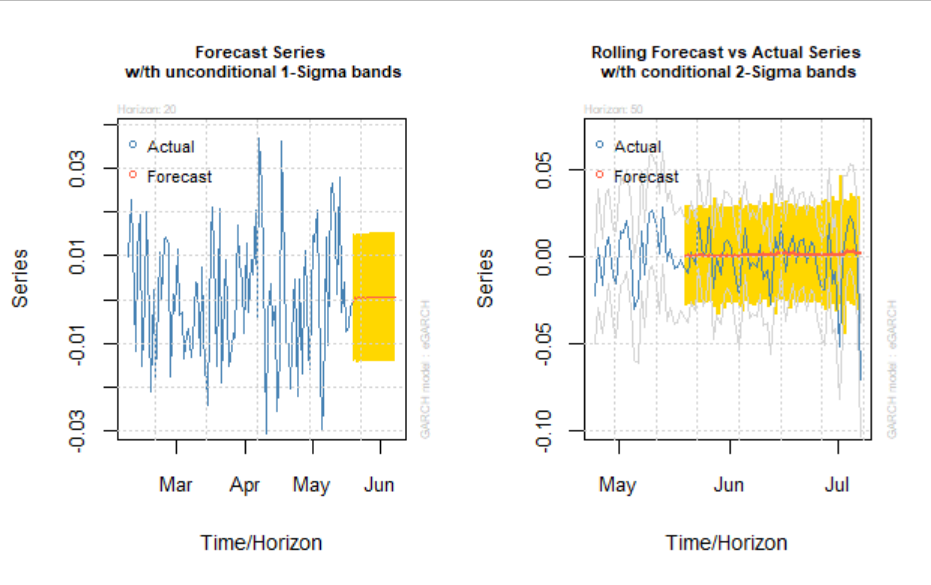 Forecast Series
w/th unconditional 1-Sigma bands
Horizon: 20
Actual
Forecast
0.03
0.01
-0.01
-0.03
Series
Mar
Apr
May
Jun
Time/Horizon
GARCH model : eGARCH
Rolling Forecast vs Actual Series
w/th conditional 2-Sigma bands
Horizon: 50
Actual
Forecast
0.05
0.00
-0.05
-0.10
Series
May
Jun
Jul
Time/Horizon
GARCH model : eGARCH